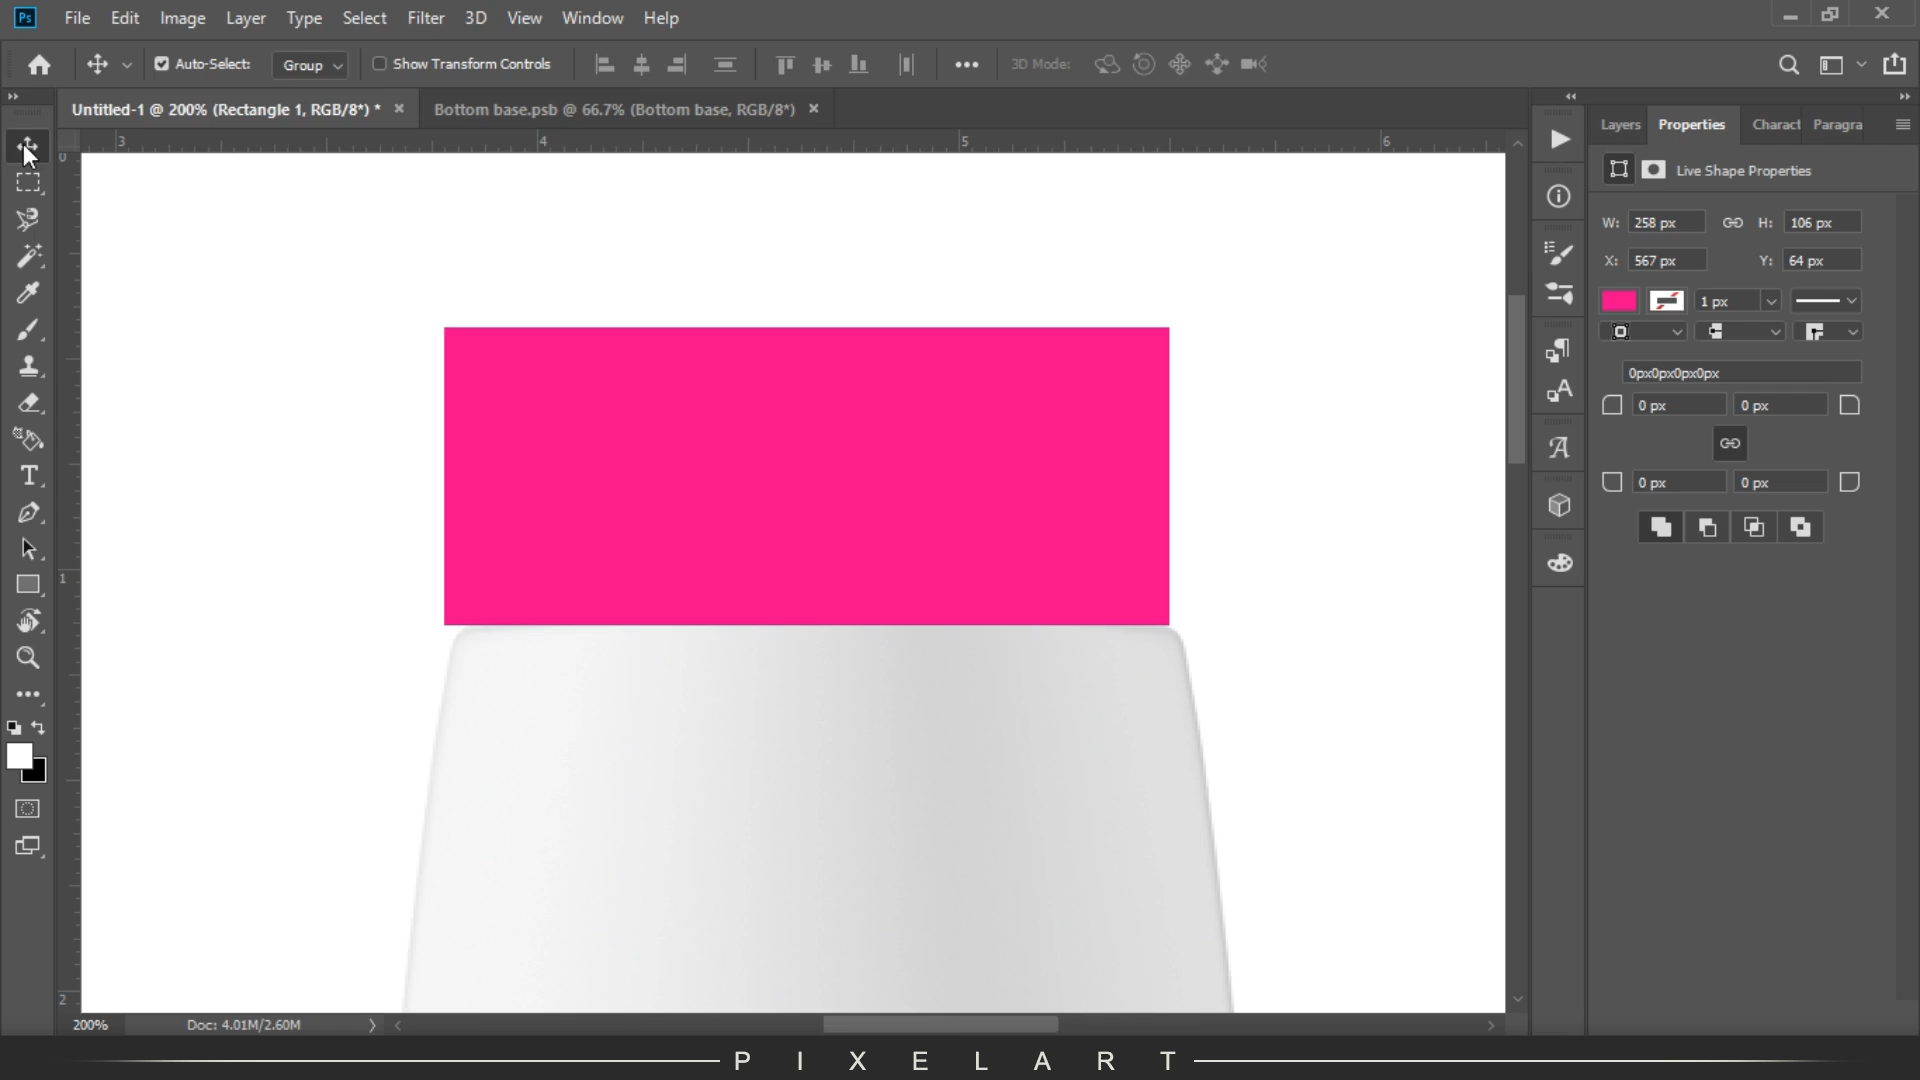 Ps File Edit Image Layer Type Select Filter 3D View Window Help
Auto-Select: Group Show Transform Controls 3D Mode:
Untitled-1 @ 200% (Rectangle 1, RGB/8*) * Bottom base.psb @ 66.7% (Bottom base, RGB/8*)
Layers Properties Charact Paragra
3 4 5 6
0
1
2
Live Shape Properties
W: 258 px H: 106 px
X: 567 px Y: 64 px
1 px
0px0px0px0px
0 px 0 px
0 px 0 px
200% Doc: 4.01M/2.60M
P I X E L A R T